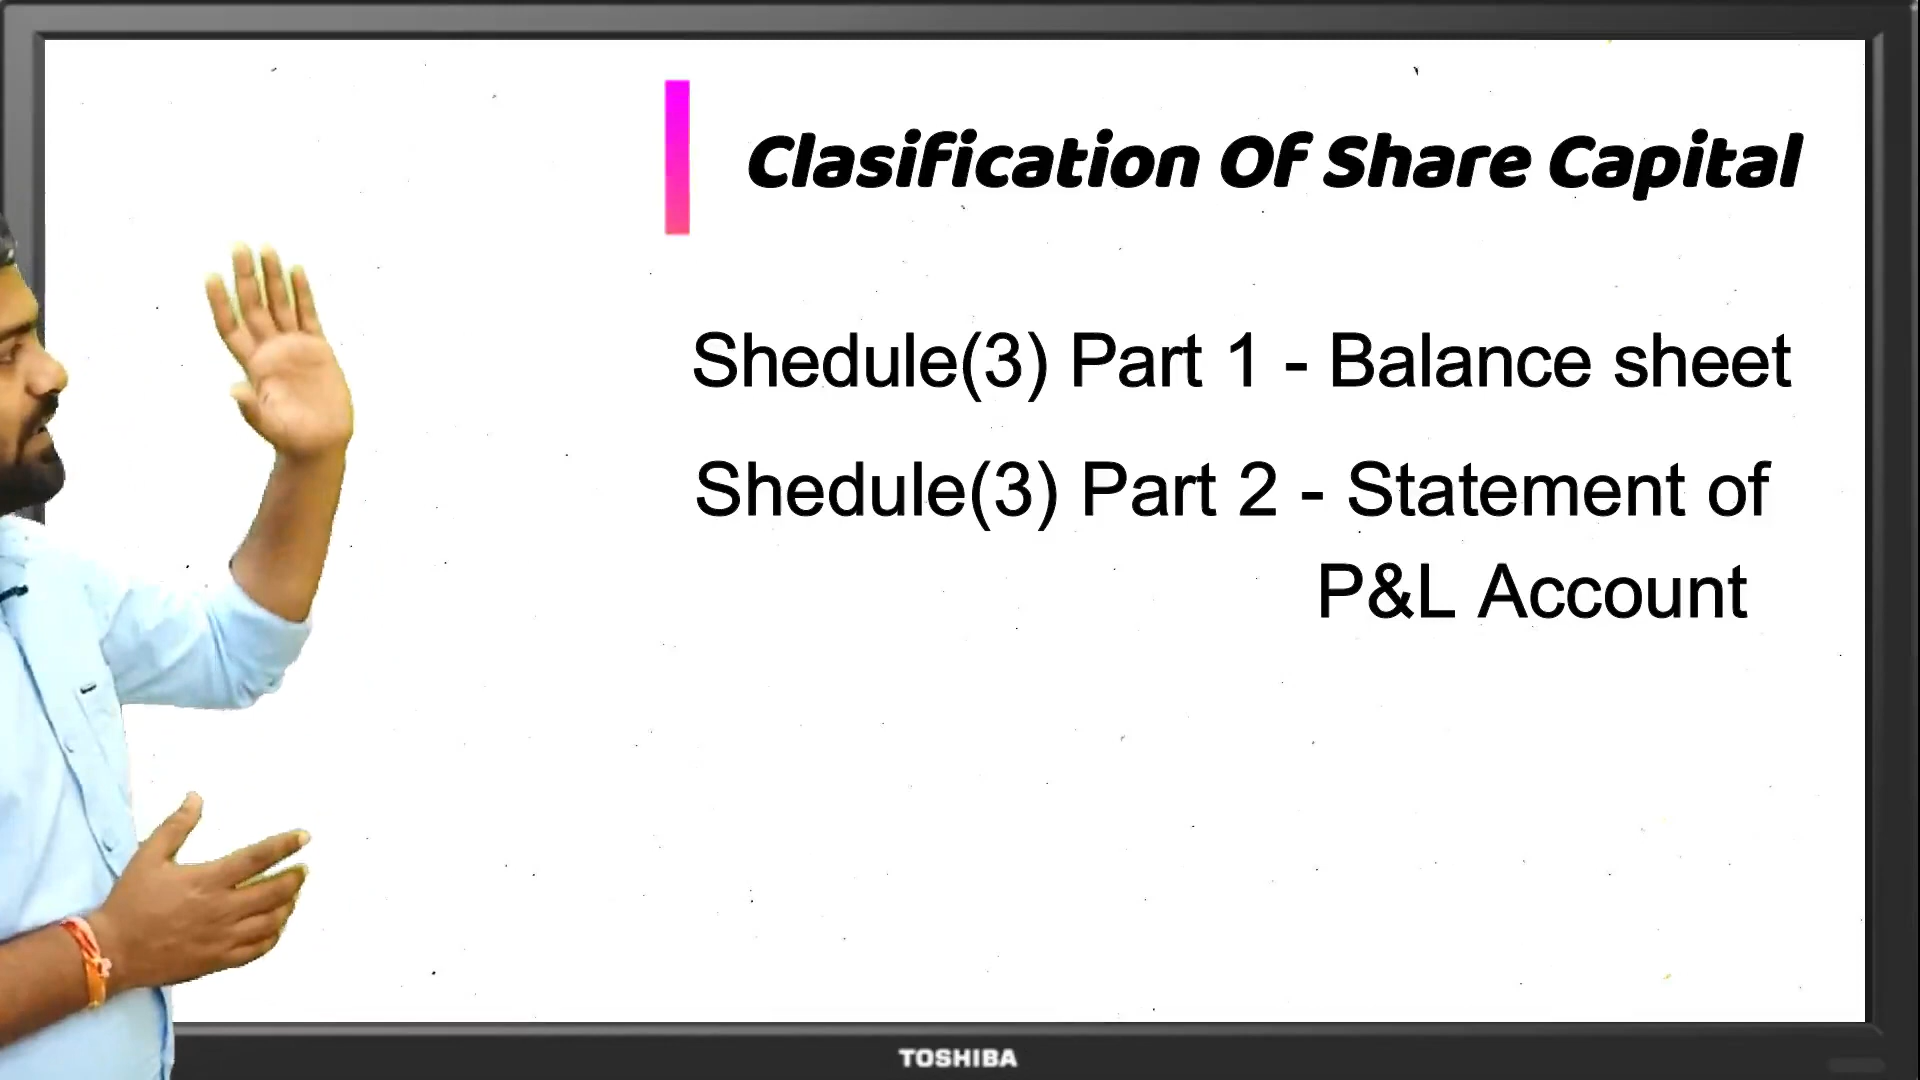 Clasification Of Share Capital
Shedule(3) Part 1 - Balance sheet
Shedule(3) Part 2 - Statement of
P&L Account
TOSHIBA